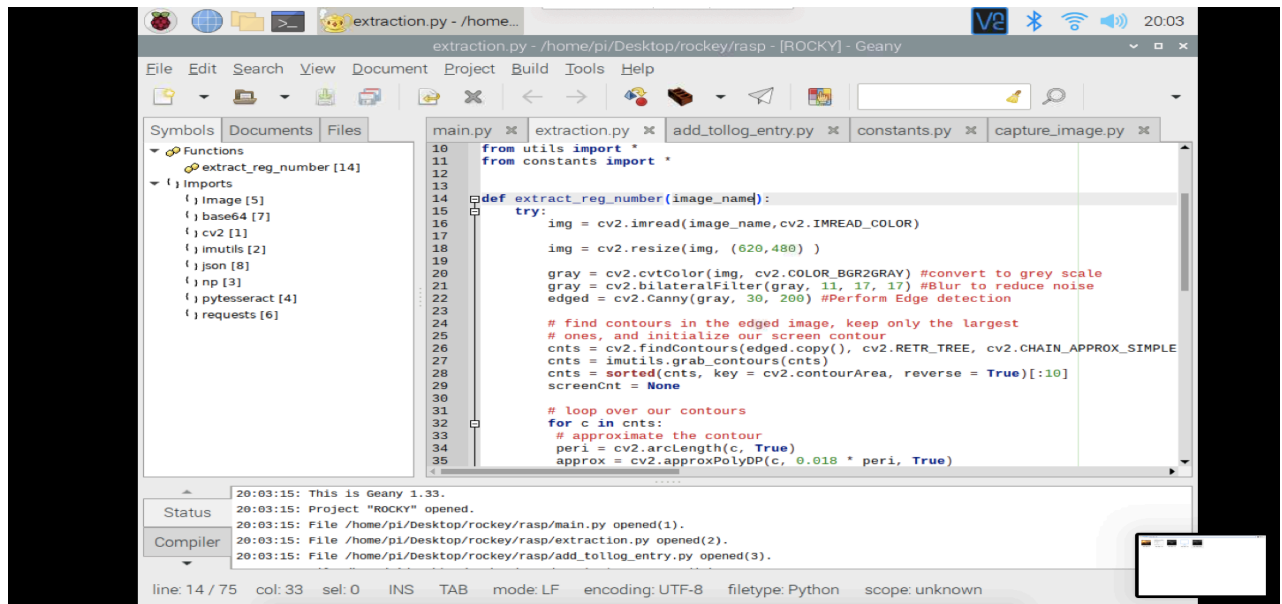 extraction.py - /home...
V2
20:03
extraction.py - /home/pi/Desktop/rockey/rasp - [ROCKY] - Geany
File Edit Search View Document Project Build Tools Help
Symbols Documents Files
main.py extraction.py add_tollog_entry.py constants.py capture_image.py
Functions
extract_reg_number [14]
Imports
Image [5]
base64 [7]
cv2 [1]
imutils [2]
json [8]
np [3]
pytesseract [4]
requests [6]
10 from utils import *
11 from constants import *
12
13
14 def extract_reg_number(image_name):
15 try:
16 img = cv2.imread(image_name,cv2.IMREAD_COLOR)
17
18 img = cv2.resize(img, (620,480) )
19
20 gray = cv2.cvtColor(img, cv2.COLOR_BGR2GRAY) #convert to grey scale
21 gray = cv2.bilateralFilter(gray, 11, 17, 17) #Blur to reduce noise
22 edged = cv2.Canny(gray, 30, 200) #Perform Edge detection
23
24 # find contours in the edged image, keep only the largest
25 # ones, and initialize our screen contour
26 cnts = cv2.findContours(edged.copy(), cv2.RETR_TREE, cv2.CHAIN_APPROX_SIMPLE
27 cnts = imutils.grab_contours(cnts)
28 cnts = sorted(cnts, key = cv2.contourArea, reverse = True)[:10]
29 screenCnt = None
30
31 # loop over our contours
32 for c in cnts:
33 # approximate the contour
34 peri = cv2.arcLength(c, True)
35 approx = cv2.approxPolyDP(c, 0.018 * peri, True)
Status
Compiler
20:03:15: This is Geany 1.33.
20:03:15: Project "ROCKY" opened.
20:03:15: File /home/pi/Desktop/rockey/rasp/main.py opened(1).
20:03:15: File /home/pi/Desktop/rockey/rasp/extraction.py opened(2).
20:03:15: File /home/pi/Desktop/rockey/rasp/add_tollog_entry.py opened(3).
line: 14 / 75 col: 33 sel: 0 INS TAB mode: LF encoding: UTF-8 filetype: Python scope: unknown